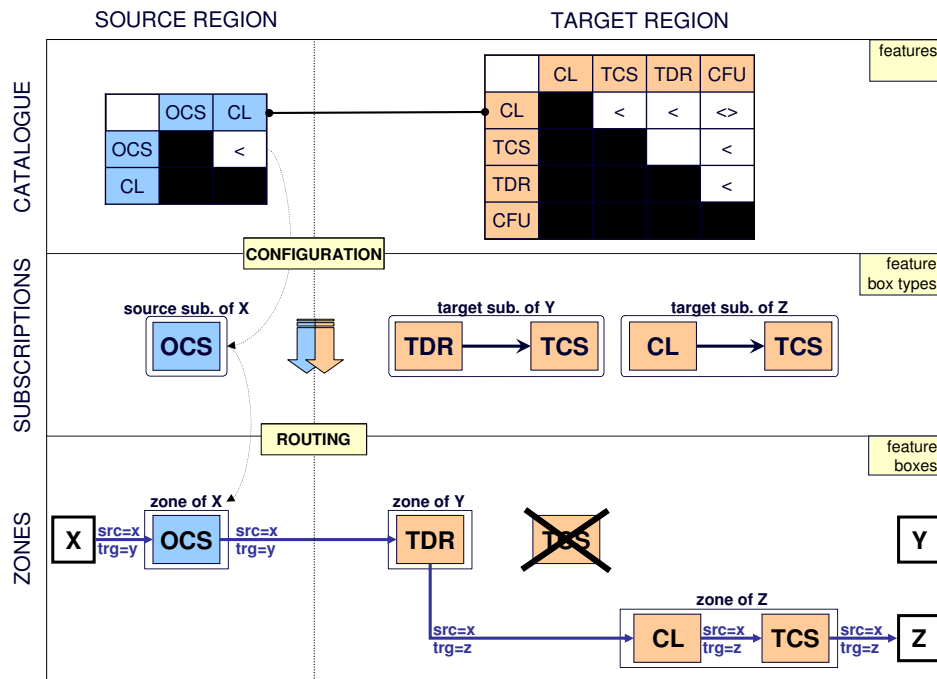 SOURCE REGION
TARGET REGION
features
CATALOGUE
OCS CL
OCS <
CL
CL TCS TDR CFU
CL < < <>
TCS <
TDR <
CFU
CONFIGURATION
feature
box types
SUBSCRIPTIONS
source sub. of X
OCS
target sub. of Y
TDR TCS
target sub. of Z
CL TCS
ROUTING
feature
boxes
ZONES
zone of X
zone of Y
X
src=x
trg=y
OCS
src=x
trg=y
TDR
TCS
Y
zone of Z
src=x
trg=z
CL
src=x
trg=z
TCS
src=x
trg=z
Z